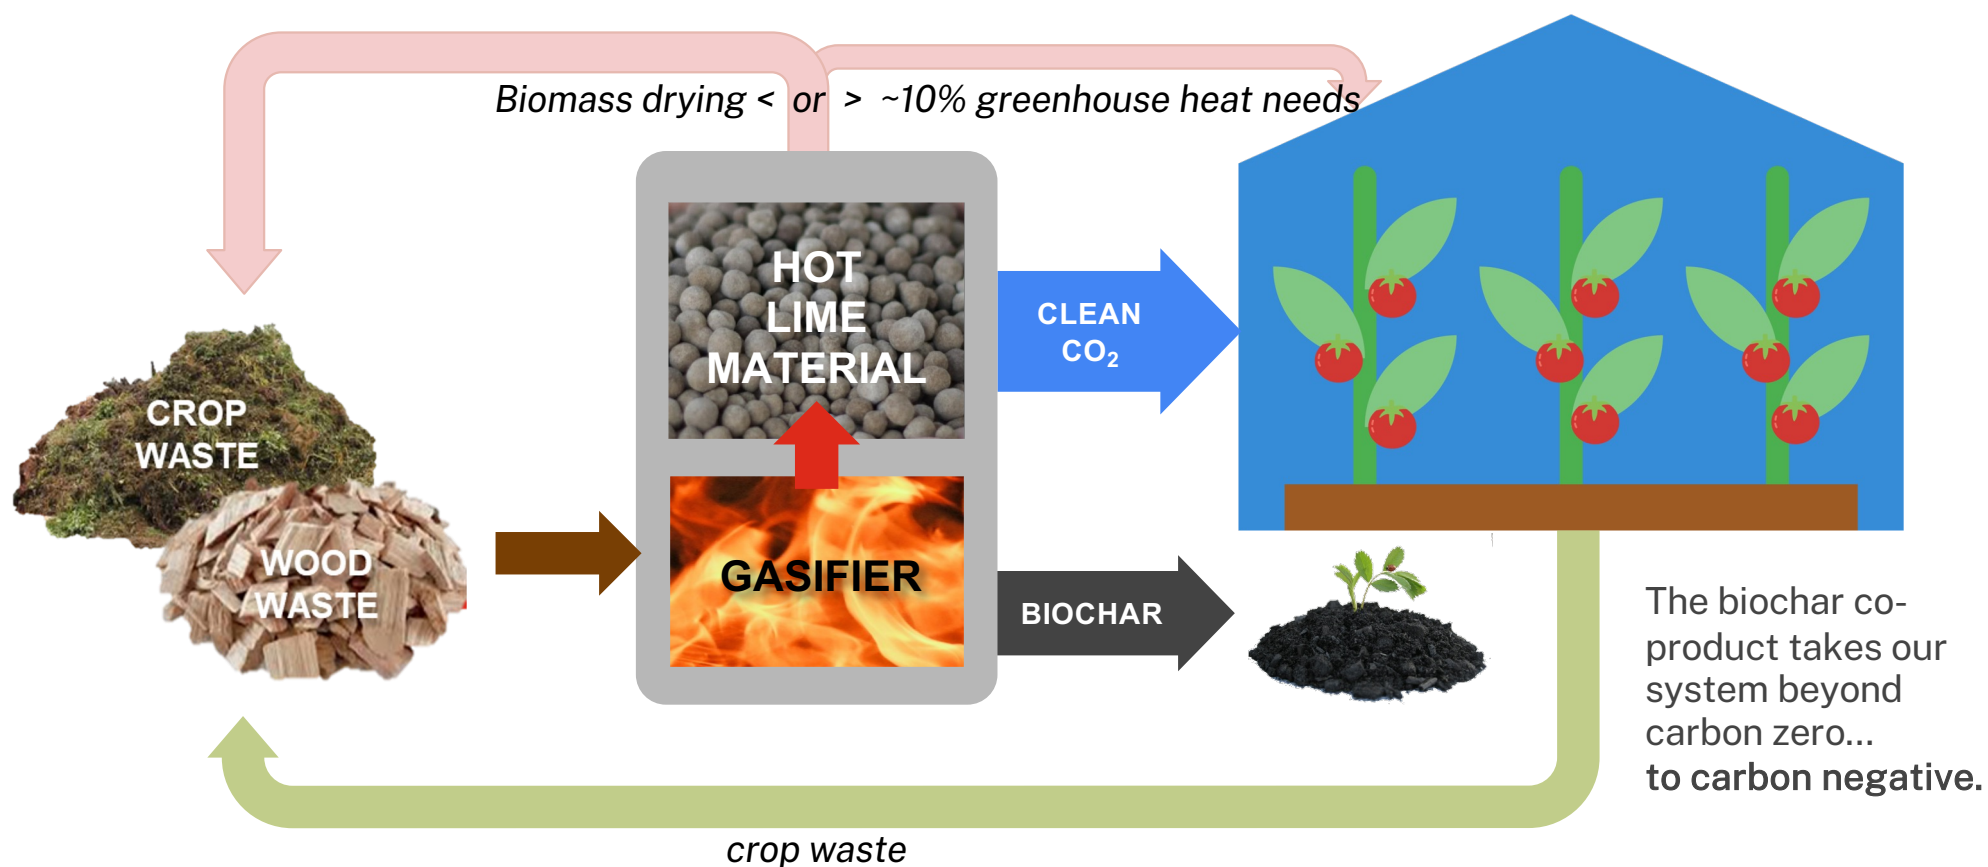 Biomass drying < or > ~10% greenhouse heat needs
HOT
LIME
MATERIAL
CLEAN
CO₂
CROP
WASTE
WOOD
WASTE
GASIFIER
BIOCHAR
The biochar co-
product takes our
system beyond
carbon zero...
to carbon negative.
crop waste